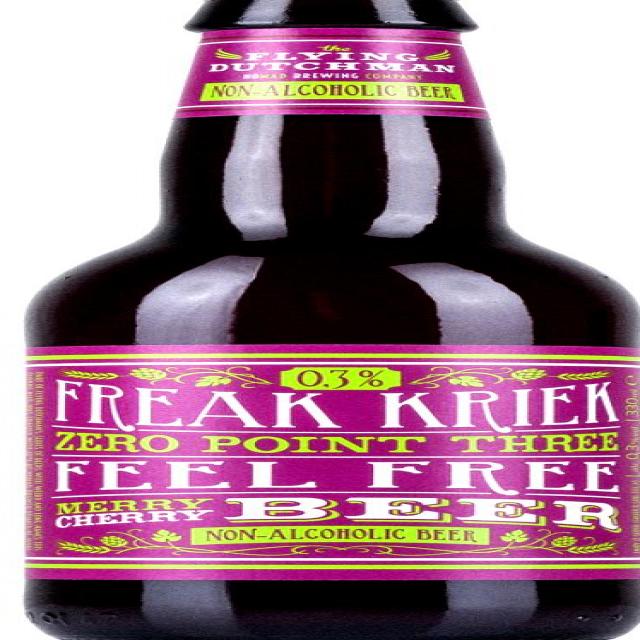 the
FLYING
DUTCHMAN
NOMAD BREWING COMPANY
NON-ALCOHOLIC BEER
0.3%
FREAK KRIEK
ZERO POINT THREE
FEEL FREE
MERRY
CHERRY
BEER
NON-ALCOHOLIC BEER